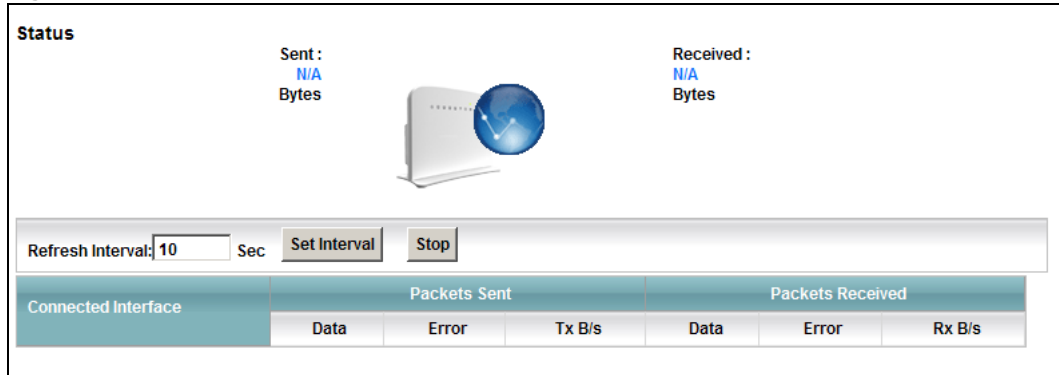 Status
Sent :
N/A
Bytes
Received :
N/A
Bytes
Refresh Interval: 10 Sec Set Interval Stop
Connected Interface Packets Sent Packets Received
Data Error Tx B/s Data Error Rx B/s